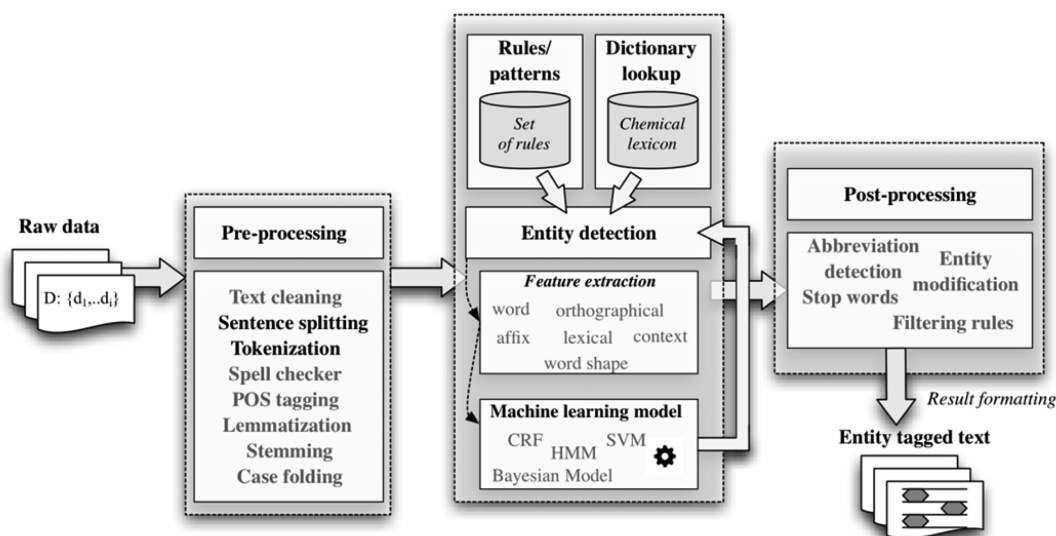 Raw data
D: {d1,..di}
Pre-processing
Text cleaning
Sentence splitting
Tokenization
Spell checker
POS tagging
Lemmatization
Stemming
Case folding
Rules/
patterns
Set
of rules
Dictionary
lookup
Chemical
lexicon
Entity detection
Feature extraction
word orthographical
affix lexical context
word shape
Machine learning model
CRF SVM
HMM
Bayesian Model
Post-processing
Abbreviation
detection
Entity
modification
Stop words
Filtering rules
Result formatting
Entity tagged text